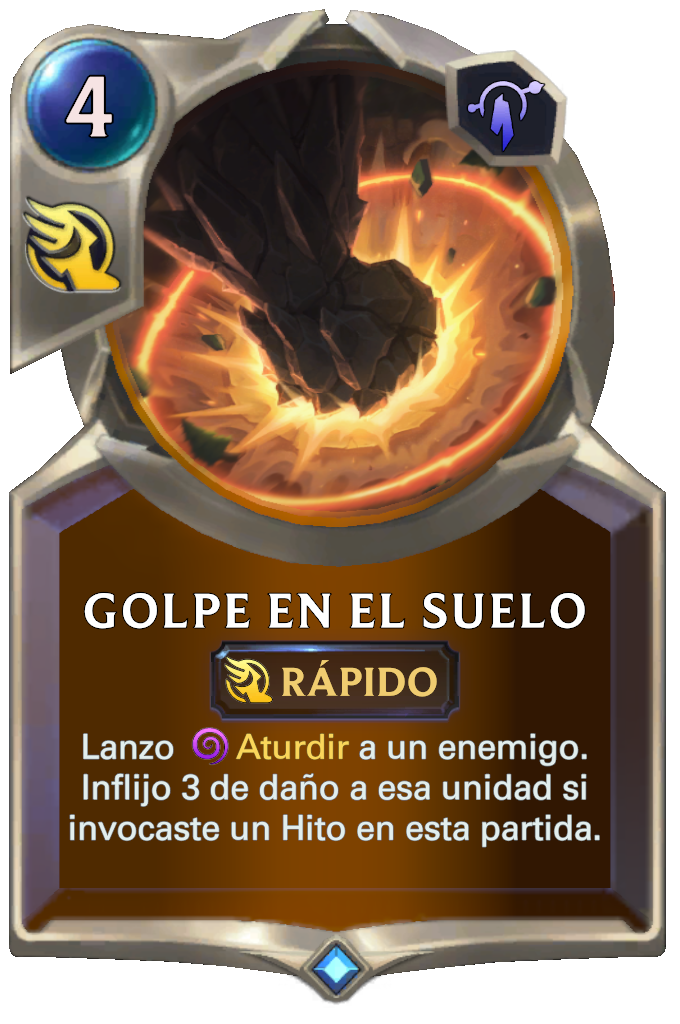 4
GOLPE EN EL SUELO
RÁPIDO
Lanzo Aturdir a un enemigo.
Inflijo 3 de daño a esa unidad si
invocaste un Hito en esta partida.